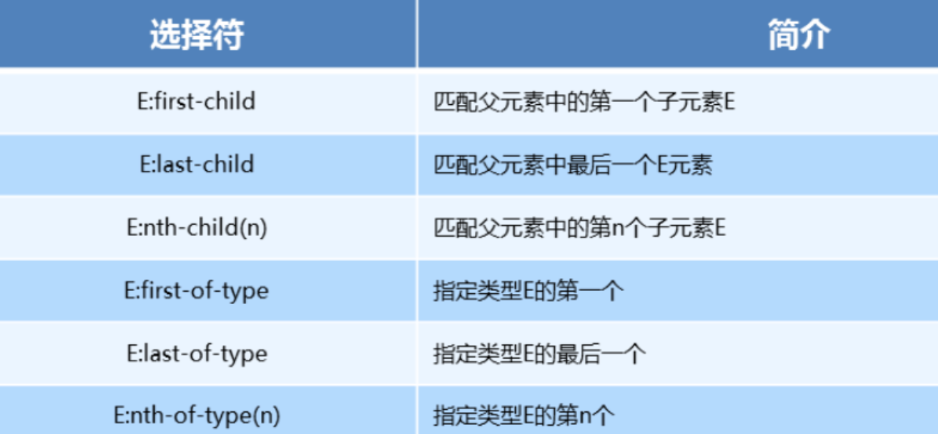 选择符 简介
E:first-child 匹配父元素中的第一个子元素E
E:last-child 匹配父元素中最后一个E元素
E:nth-child(n) 匹配父元素中的第n个子元素E
E:first-of-type 指定类型E的第一个
E:last-of-type 指定类型E的最后一个
E:nth-of-type(n) 指定类型E的第n个